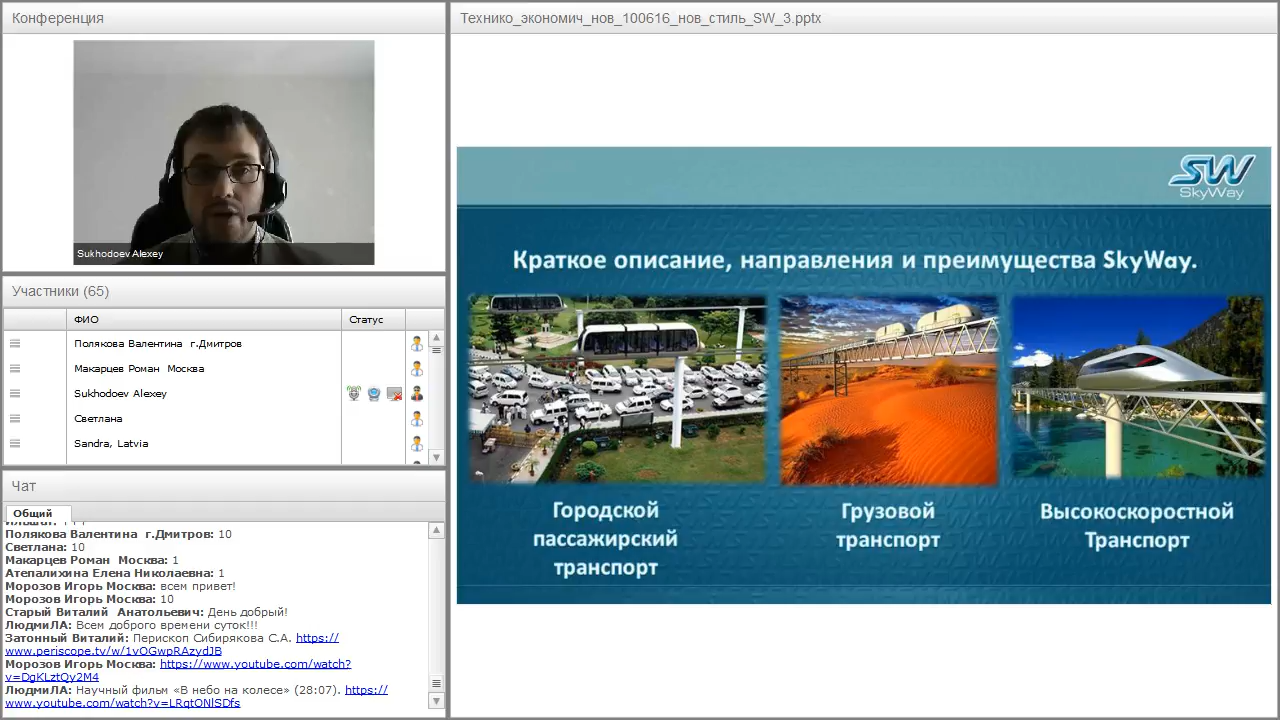 Конференция
Sukhodoev Alexey
Участники (65)
ФИО
Статус
Полякова Валентина г.Дмитров
Макарцев Роман Москва
Sukhodoev Alexey
Светлана
Sandra, Latvia
Чат
Общий
Полякова Валентина г.Дмитров: 10
Светлана: 10
Макарцев Роман Москва: 1
Атепалихина Елена Николаевна: 1
Морозов Игорь Москва: всем привет!
Морозов Игорь Москва: 10
Старый Виталий Анатольевич: День добрый!
ЛюдмиЛА: Всем доброго времени суток!!!
Затонный Виталий: Перископ Сибирякова С.А. https://
www.periscope.tv/w/1vOGwpRAzydJB
Морозов Игорь Москва: https://www.youtube.com/watch?
v=DgKLztQy2M4
ЛюдмиЛА: Научный фильм «В небо на колесе» (28:07). https://
www.youtube.com/watch?v=LRqtONlSDfs
Технико_экономич_нов_100616_нов_стиль_SW_3.pptx
SW
SkyWay
Краткое описание, направления и преимущества SkyWay.
Городской
пассажирский
транспорт
Грузовой
транспорт
Высокоскоростной
Транспорт